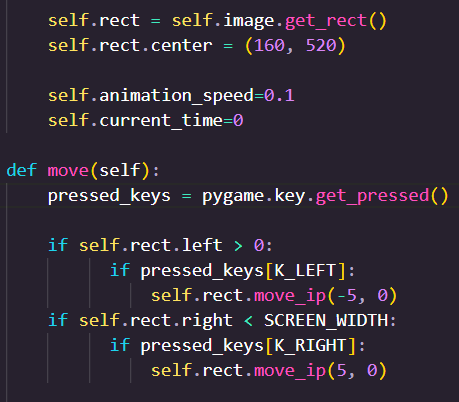 self.rect = self.image.get_rect()
self.rect.center = (160, 520)
self.animation_speed=0.1
self.current_time=0
def move(self):
pressed_keys = pygame.key.get_pressed()
if self.rect.left > 0:
if pressed_keys[K_LEFT]:
self.rect.move_ip(-5, 0)
if self.rect.right < SCREEN_WIDTH:
if pressed_keys[K_RIGHT]:
self.rect.move_ip(5, 0)